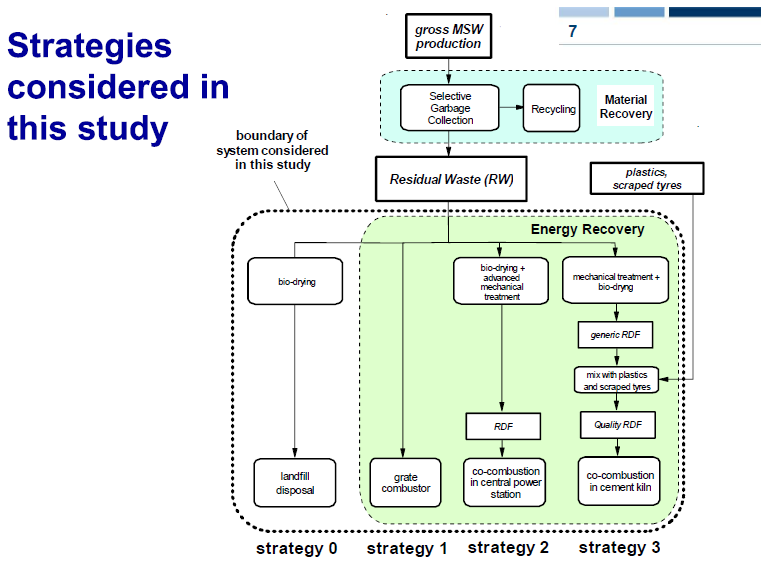 Strategies
considered in
this study
7
gross MSW
production
Selective
Garbage
Collection
Recycling
Material
Recovery
boundary of
system considered
in this study
Residual Waste (RW)
plastics,
scraped tyres
Energy Recovery
bio-drying
bio-drying +
advanced
mechanical
treatment
mechanical treatment +
bio-dryng
generic RDF
mix with plastics
and scraped tyres
RDF
Quality RDF
landfill
disposal
grate
combustor
co-combustion
in central power
station
co-combustion
in cement kiln
strategy 0
strategy 1
strategy 2
strategy 3